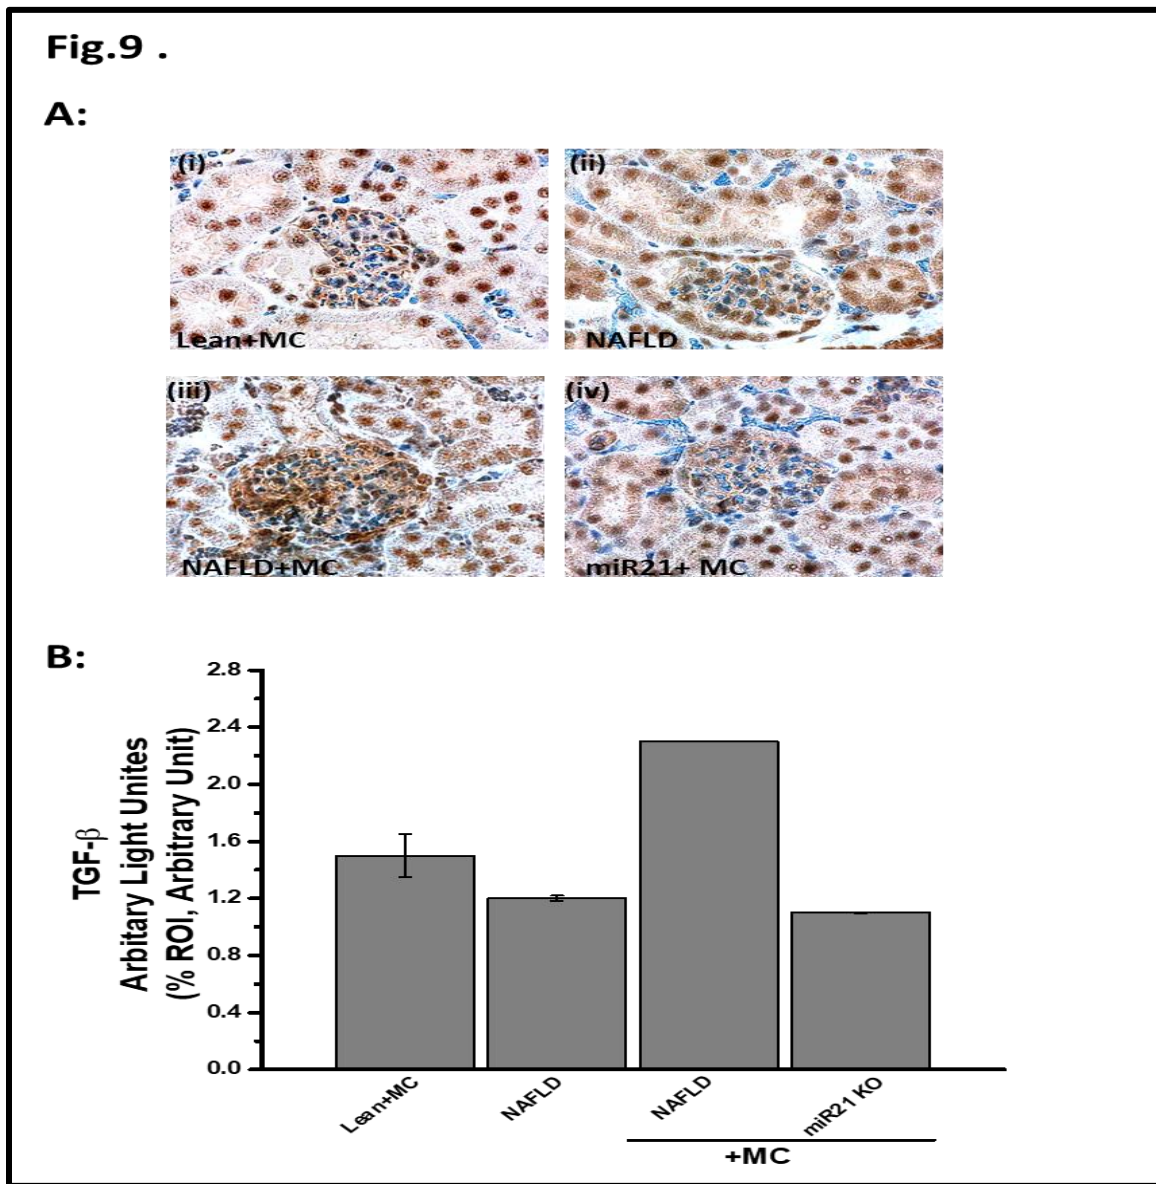 Fig.9 .
A:
(i)
(ii)
Lean+MC
NAFLD
(iii)
(iv)
NAFLD+MC
miR21+ MC
B:
TGF-β
Arbitary Light Unites
(% ROI, Arbitrary Unit)
2.8
2.4
2.0
1.6
1.2
0.8
0.4
0.0
Lean+MC
NAFLD
NAFLD
miR21 KO
+MC